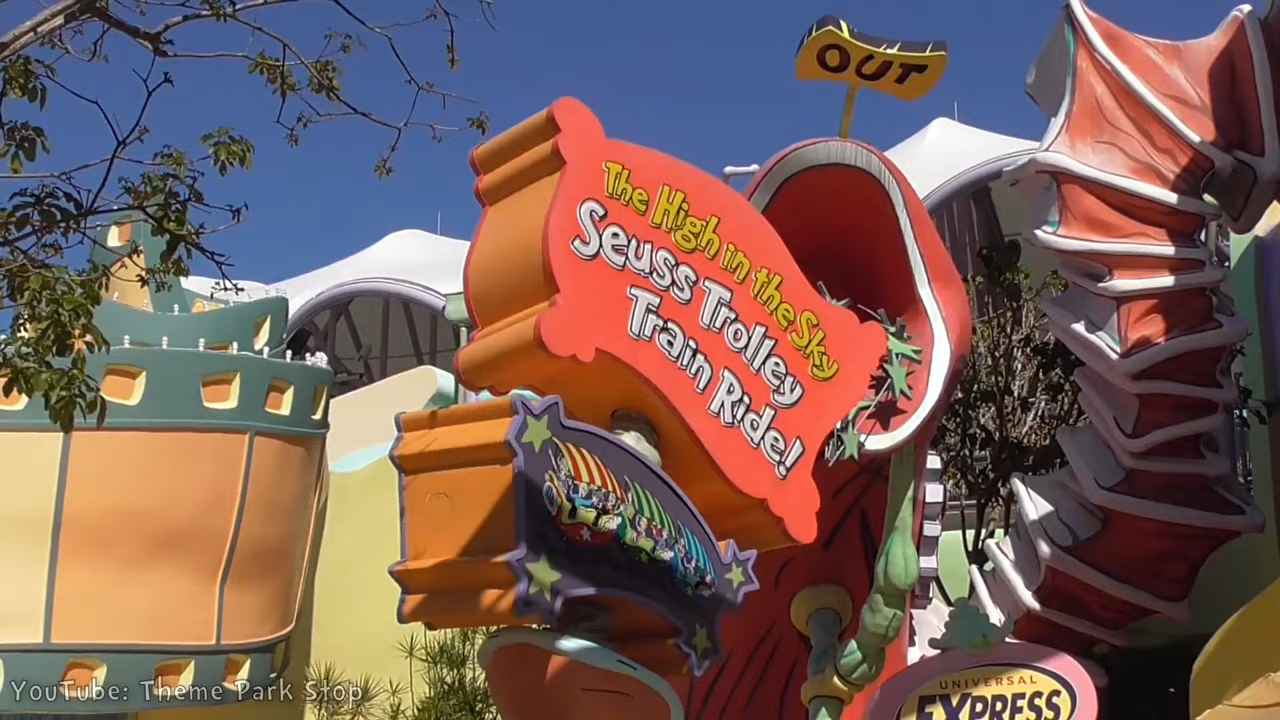 OUT
The High in the Sky
Seuss Trolley
Train Ride!
UNIVERSAL
EXPRESS
YouTube: Theme Park Stop